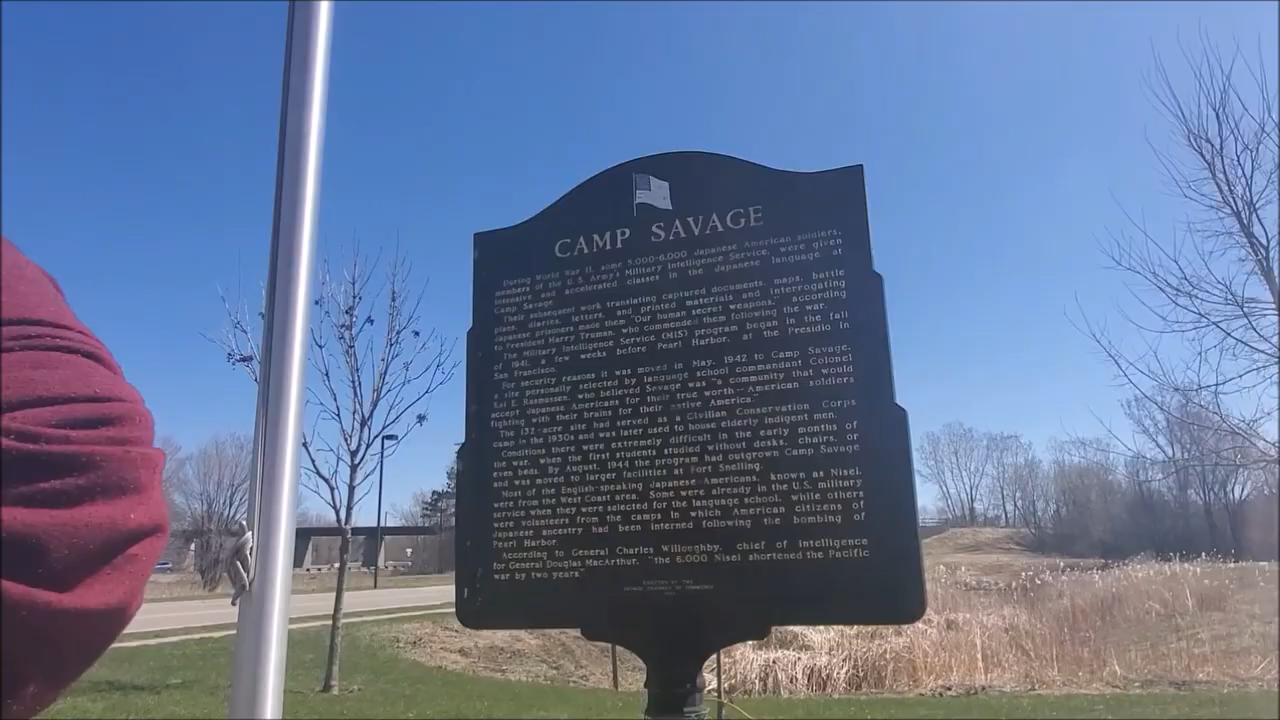 CAMP SAVAGE
During World War II, some 5,000-6,000 Japanese American soldiers,
members of the U.S. Army's Military Intelligence Service, were given
intensive and accelerated classes in the Japanese language at
Camp Savage.
Their subsequent work translating captured documents, maps, battle
plans, diaries, letters, and printed materials and interrogating
Japanese prisoners made them "Our human secret weapons," according
to President Harry Truman, who commended them following the war.
The Military Intelligence Service (MIS) program began in the fall
of 1941, a few weeks before Pearl Harbor, at the Presidio in
San Francisco.
For security reasons it was moved in May, 1942 to Camp Savage,
a site personally selected by language school commandant Colonel
Kai E. Rasmussen, who believed Savage was "a community that would
accept Japanese Americans for their true worth--American soldiers
fighting with their brains for their native America."
The 132-acre site had served as a Civilian Conservation Corps
camp in the 1930s and was later used to house elderly indigent men.
Conditions there were extremely difficult in the early months of
the war, when the first students studied without desks, chairs, or
even beds. By August, 1944 the program had outgrown Camp Savage
and was moved to larger facilities at Fort Snelling.
Most of the English-speaking Japanese Americans, known as Nisei,
were from the West Coast area. Some were already in the U.S. military
service when they were selected for the language school, while others
were volunteers from the camps in which American citizens of
Japanese ancestry had been interned following the bombing of
Pearl Harbor.
According to General Charles Willoughby, chief of intelligence
for General Douglas MacArthur, "the 6,000 Nisei shortened the Pacific
war by two years."
ERECTED BY THE
SAVAGE CHAMBER OF COMMERCE